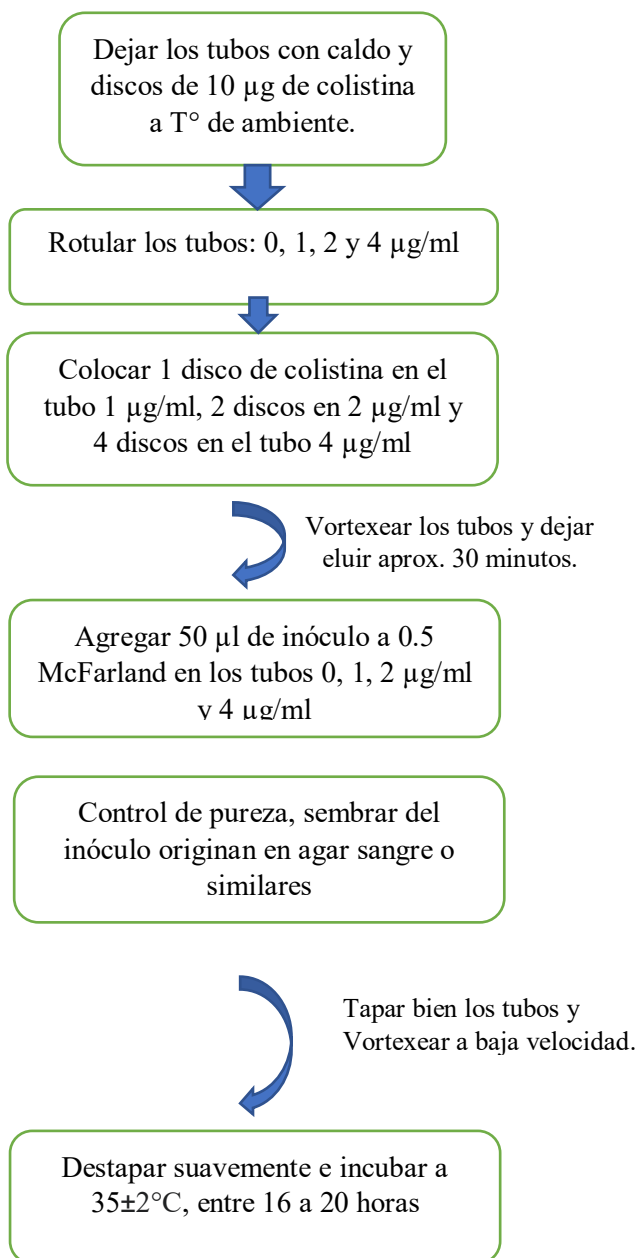 Dejar los tubos con caldo y
discos de 10 µg de colistina
a T° de ambiente.
Rotular los tubos: 0, 1, 2 y 4 µg/ml
Colocar 1 disco de colistina en el
tubo 1 µg/ml, 2 discos en 2 µg/ml y
4 discos en el tubo 4 µg/ml
Vortexear los tubos y dejar
eluir aprox. 30 minutos.
Agregar 50 µl de inóculo a 0.5
McFarland en los tubos 0, 1, 2 µg/ml
y 4 µg/ml
Control de pureza, sembrar del
inóculo originan en agar sangre o
similares
Tapar bien los tubos y
Vortexear a baja velocidad.
Destapar suavemente e incubar a
35±2°C, entre 16 a 20 horas